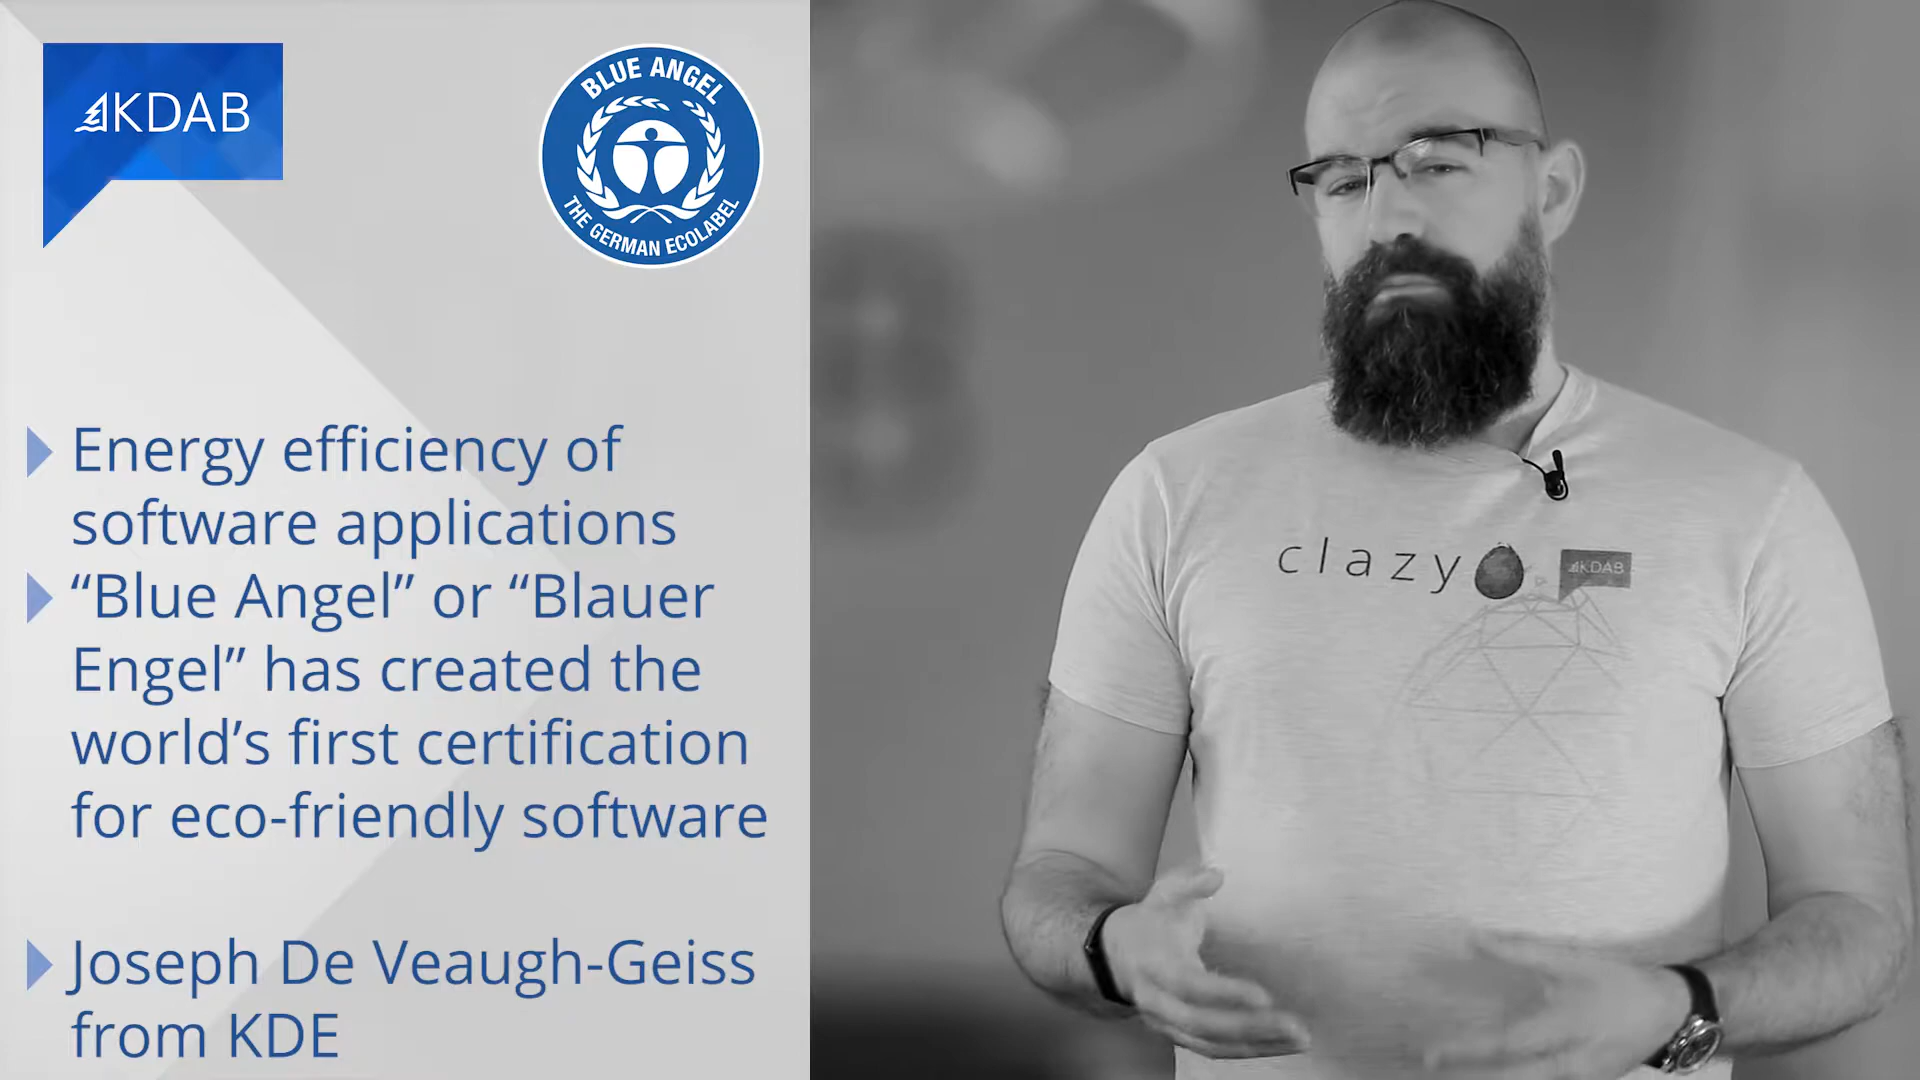 KDAB
BLUE ANGEL
THE GERMAN ECOLABEL
Energy efficiency of
software applications
“Blue Angel” or “Blauer
Engel” has created the
world’s first certification
for eco-friendly software
Joseph De Veaugh-Geiss
from KDE
clazy
KDAB